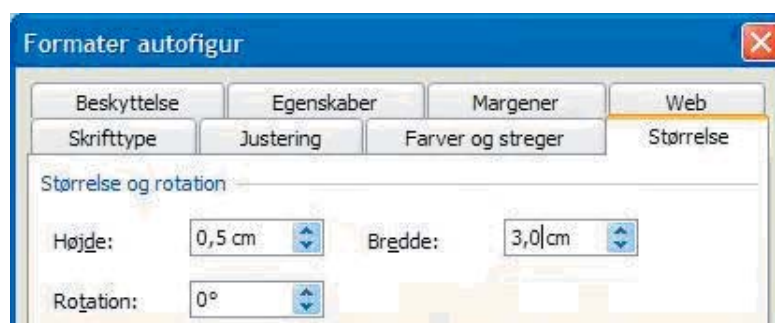 Formater autofigur
Beskyttelse Egenskaber Margener Web
Skrifttype Justering Farver og streger Størrelse
Størrelse og rotation
Højde: 0,5 cm Bredde: 3,0 cm
Rotation: 0°